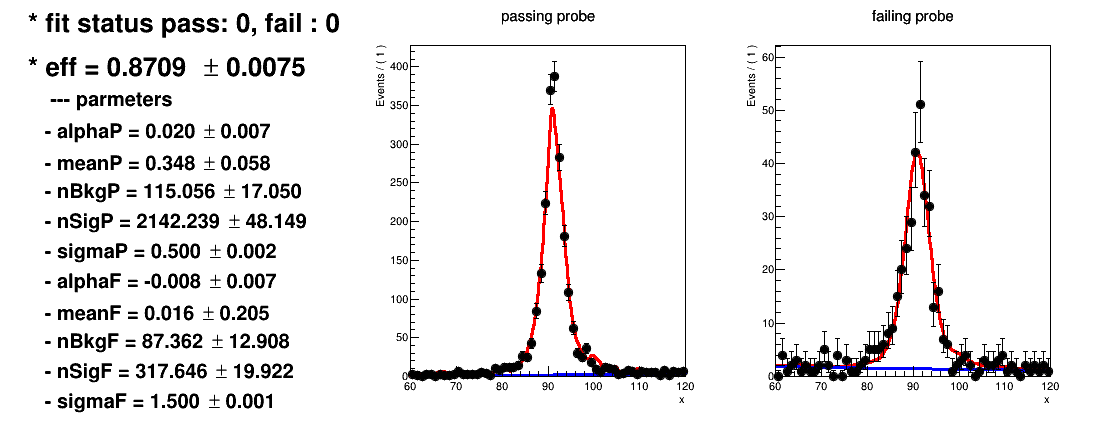 * fit status pass: 0, fail : 0
* eff = 0.8709 ± 0.0075
--- parmeters
- alphaP = 0.020 ± 0.007
- meanP = 0.348 ± 0.058
- nBkgP = 115.056 ± 17.050
- nSigP = 2142.239 ± 48.149
- sigmaP = 0.500 ± 0.002
- alphaF = -0.008 ± 0.007
- meanF = 0.016 ± 0.205
- nBkgF = 87.362 ± 12.908
- nSigF = 317.646 ± 19.922
- sigmaF = 1.500 ± 0.001
passing probe
Events / ( 1 )
400
350
300
250
200
150
100
50
0
60 70 80 90 100 110 120
x
failing probe
Events / ( 1 )
60
50
40
30
20
10
0
60 70 80 90 100 110 120
x